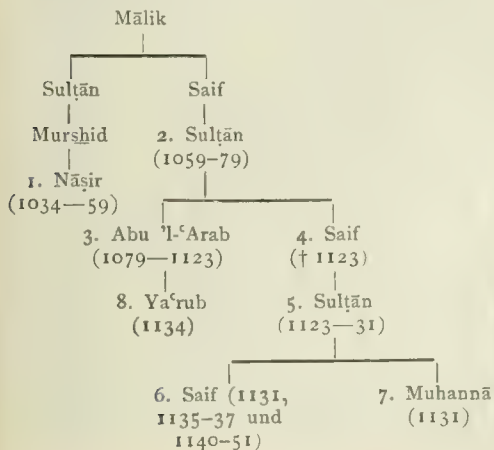 Mālik
Sulṭān Saif
Murshid 2. Sulṭān
1. Nāṣir (1059–79)
(1034—59)
3. Abu 'l-ʿArab 4. Saif
(1079—1123) († 1123)
8. Yaʿrub 5. Sulṭān
(1134) (1123—31)
6. Saif (1131, 7. Muhannā
1135–37 und (1131)
1140-51)